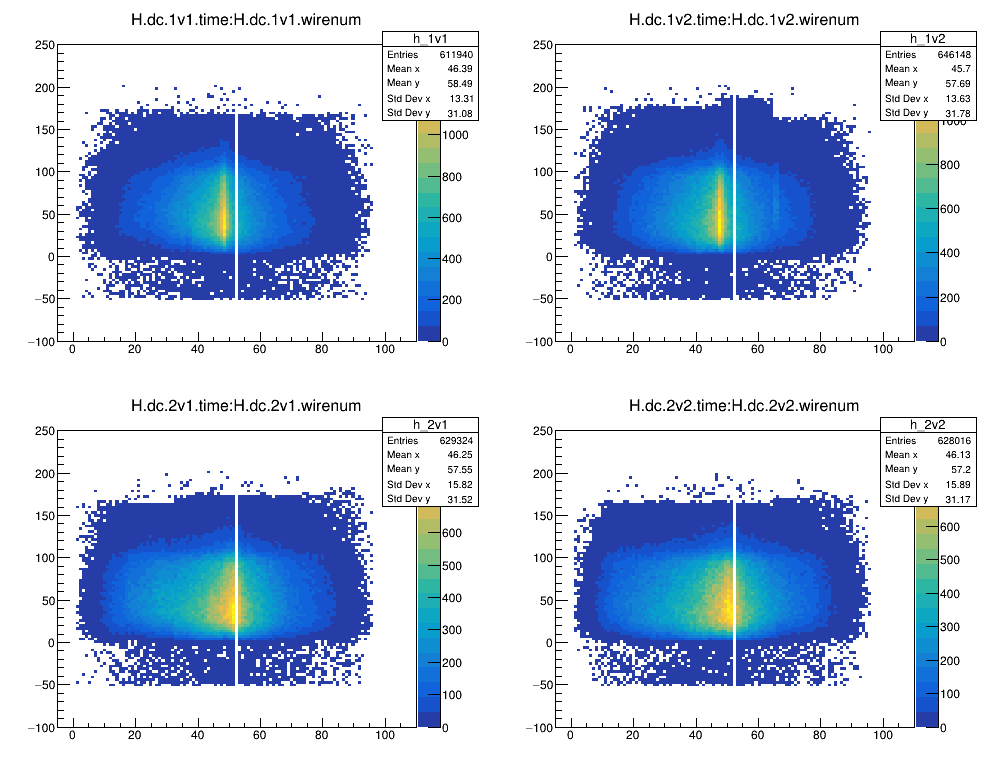 H.dc.1v1.time:H.dc.1v1.wirenum
h_1v1
Entries 611940
Mean x 46.39
Mean y 58.49
Std Dev x 13.31
Std Dev y 31.08
250
200
150
100
50
0
−50
−100
0 20 40 60 80 100
1000
800
600
400
200
0
H.dc.1v2.time:H.dc.1v2.wirenum
h_1v2
Entries 646148
Mean x 45.7
Mean y 57.69
Std Dev x 13.63
Std Dev y 31.78
250
200
150
100
50
0
−50
−100
0 20 40 60 80 100
1000
800
600
400
200
0
H.dc.2v1.time:H.dc.2v1.wirenum
h_2v1
Entries 629324
Mean x 46.25
Mean y 57.55
Std Dev x 15.82
Std Dev y 31.52
250
200
150
100
50
0
−50
−100
0 20 40 60 80 100
600
500
400
300
200
100
0
H.dc.2v2.time:H.dc.2v2.wirenum
h_2v2
Entries 628016
Mean x 46.13
Mean y 57.2
Std Dev x 15.89
Std Dev y 31.17
250
200
150
100
50
0
−50
−100
0 20 40 60 80 100
600
500
400
300
200
100
0